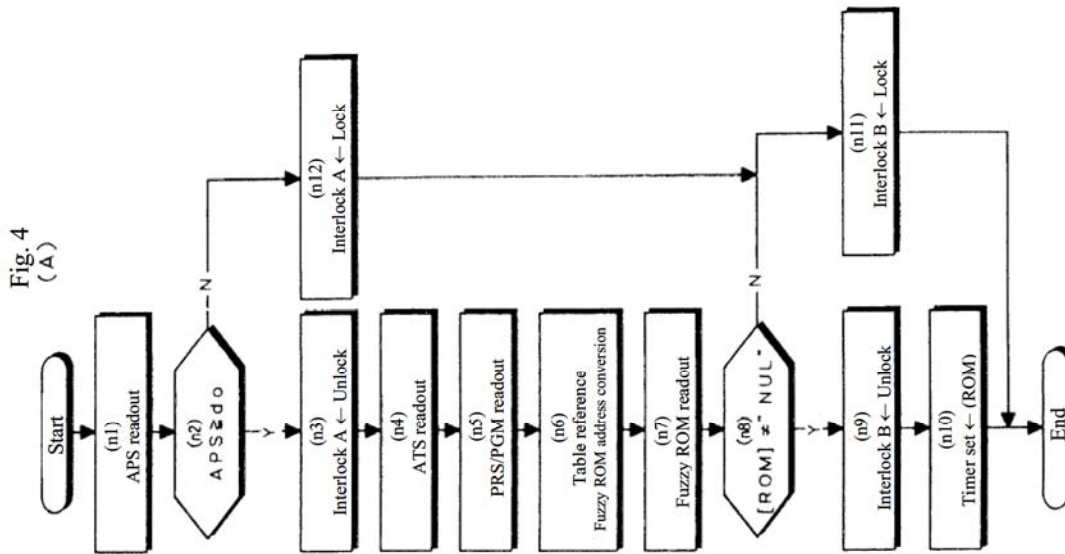 Fig. 4
(A)
Start
(n1)
APS readout
(n2)
APS≧do
N
Y
(n12)
Interlock A ← Lock
(n3)
Interlock A ← Unlock
(n4)
ATS readout
(n5)
PRS/PGM readout
(n6)
Table reference
Fuzzy ROM address conversion
(n7)
Fuzzy ROM readout
(n8)
[ROM] ≠ "NUL"
N
Y
(n11)
Interlock B ← Lock
(n9)
Interlock B ← Unlock
(n10)
Timer set ← (ROM)
End